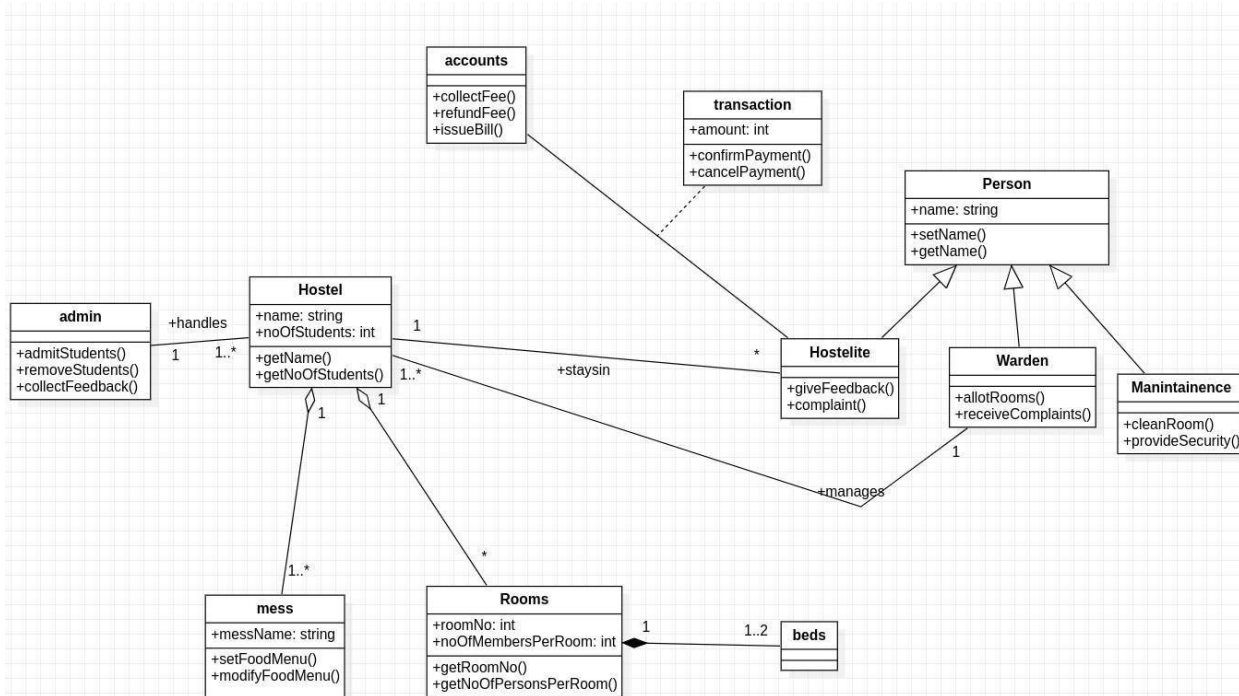 accounts
+collectFee()
+refundFee()
+issueBill()
transaction
+amount: int
+confirmPayment()
+cancelPayment()
Person
+name: string
+setName()
+getName()
admin
+admitStudents()
+removeStudents()
+collectFeedback()
+handles
1
1..*
Hostel
+name: string
+noOfStudents: int
+getName()
+getNoOfStudents()
1
*
+staysin
1..*
+manages
1
Hostelite
+giveFeedback()
+complaint()
Warden
+allotRooms()
+receiveComplaints()
Manintainence
+cleanRoom()
+provideSecurity()
1
1
1..*
*
mess
+messName: string
+setFoodMenu()
+modifyFoodMenu()
Rooms
+roomNo: int
+noOfMembersPerRoom: int
+getRoomNo()
+getNoOfPersonsPerRoom()
1
1..2
beds